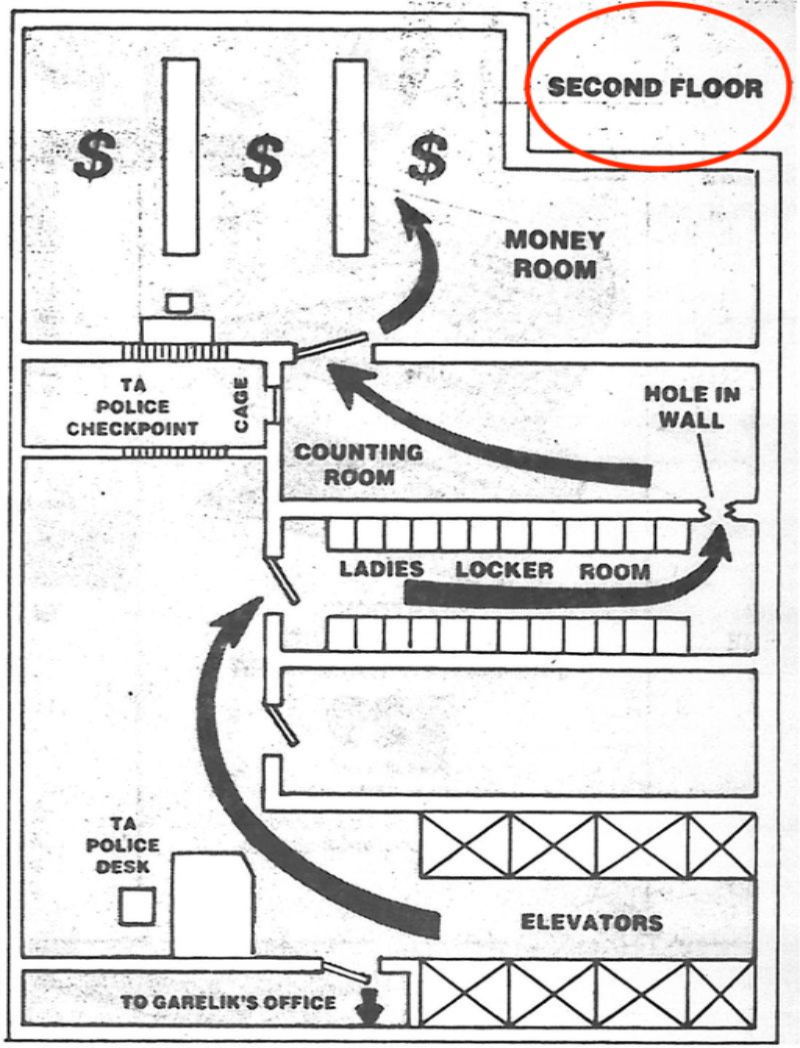 SECOND FLOOR
$ $ $
MONEY
ROOM
TA
POLICE
CHECKPOINT
CAGE
HOLE IN
WALL
COUNTING
ROOM
LADIES LOCKER ROOM
TA
POLICE
DESK
ELEVATORS
TO GARELIK'S OFFICE